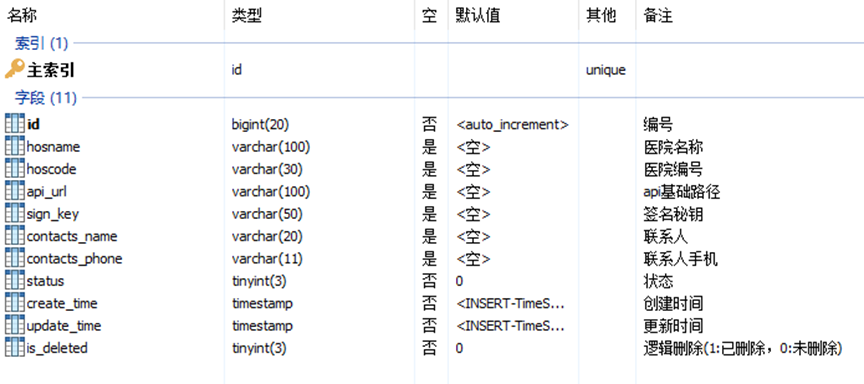 名称 类型 空 默认值 其他 备注
索引 (1)
主索引 id unique
字段 (11)
id bigint(20) 否 <auto_increment> 编号
hosname varchar(100) 是 <空> 医院名称
hoscode varchar(30) 是 <空> 医院编号
api_url varchar(100) 是 <空> api基础路径
sign_key varchar(50) 是 <空> 签名秘钥
contacts_name varchar(20) 是 <空> 联系人
contacts_phone varchar(11) 是 <空> 联系人手机
status tinyint(3) 否 0 状态
create_time timestamp 否 <INSERT-TimeS... 创建时间
update_time timestamp 否 <INSERT-TimeS... 更新时间
is_deleted tinyint(3) 否 0 逻辑删除(1:已删除，0:未删除)